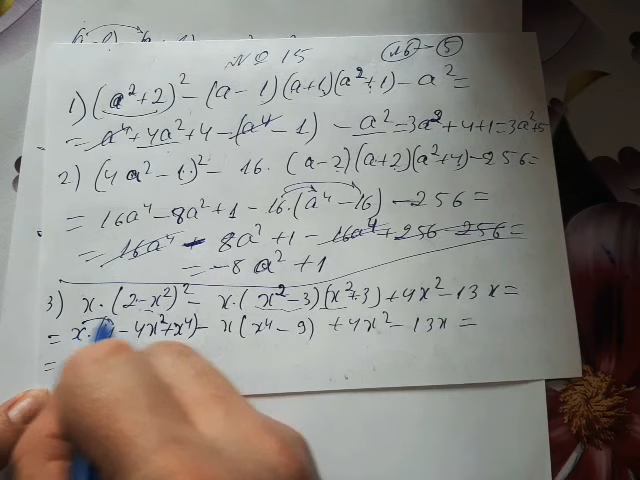 № 215
(167-5)
1) (a²+2)² - (a-1)(a+1)(a²+1) - a² =
= a⁴+4a²+4 - (a⁴-1) - a² = 3a²+4+1=3a²+5
2) (4a²-1)² - 16·(a-2)(a+2)(a²+4)-256=
= 16a⁴-8a²+1-16·(a⁴-16) -256 =
= 16a⁴ - 8a²+1 - 16a⁴+256-256=
= -8a²+1
3) x·(2-x²)² - x·(x²-3)(x²+3)+4x²-13x=
= x· -4x²+x⁴)- x(x⁴-9) +4x²-13x=
=